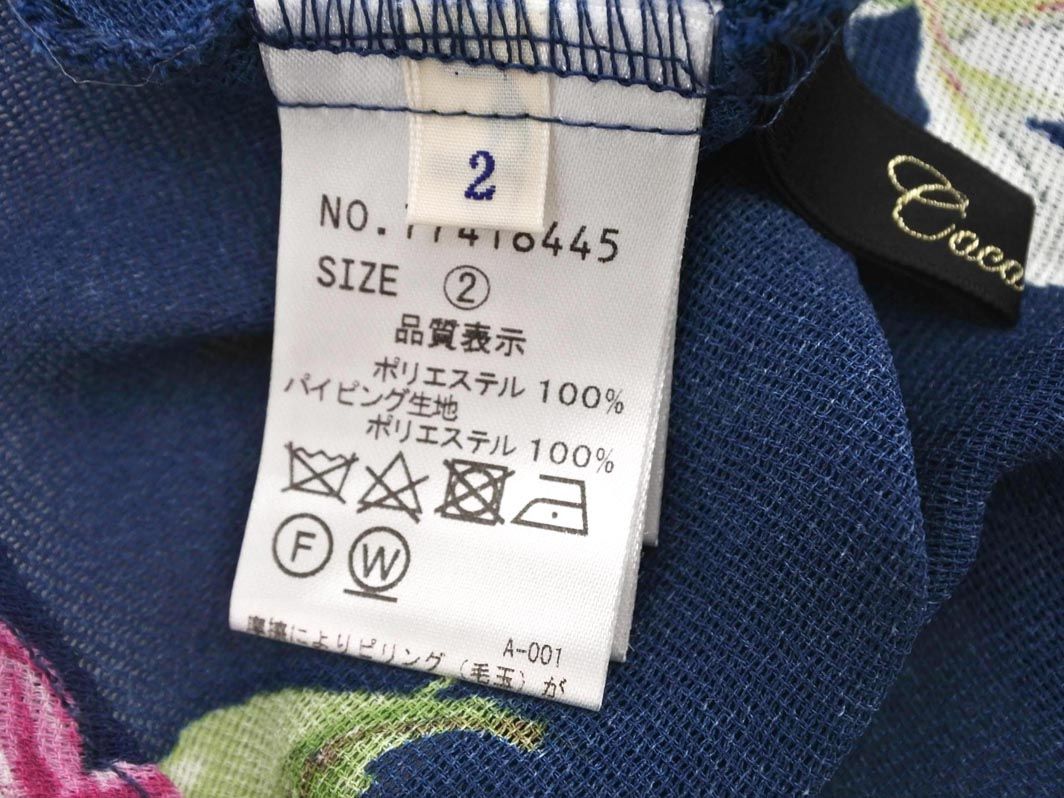 2
NO.17418445
SIZE ②
品質表示
ポリエステル 100%
パイピング生地
ポリエステル 100%
F
W
A-001
摩擦によりピリング(毛玉)が
Coco